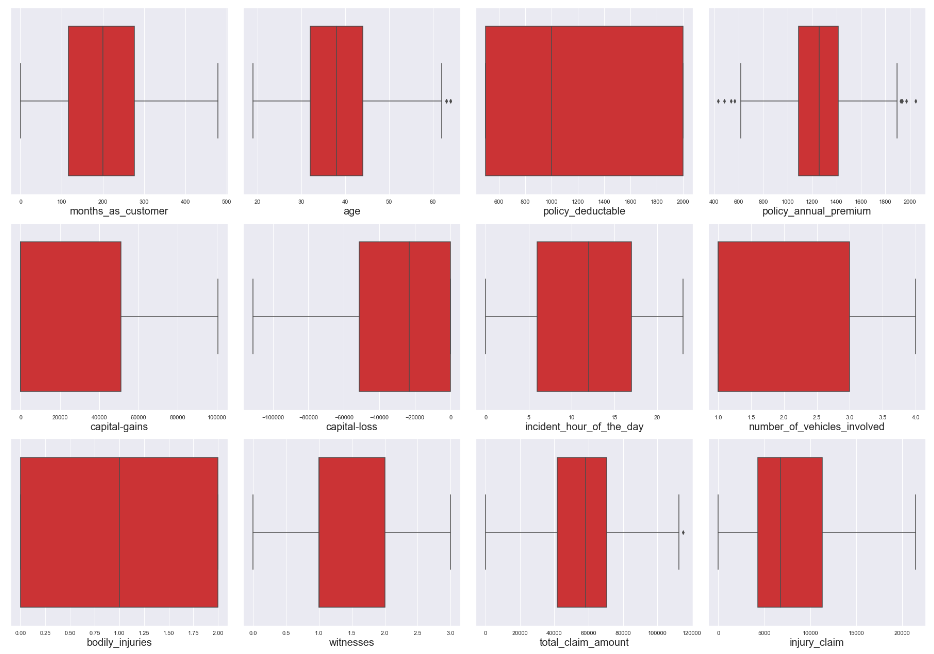 0 100 200 300 400 500
months_as_customer
20 30 40 50 60
age
600 800 1000 1200 1400 1600 1800 2000
policy_deductable
400 600 800 1000 1200 1400 1600 1800 2000
policy_annual_premium
0 20000 40000 60000 80000 100000
capital-gains
−100000 −80000 −60000 −40000 −20000 0
capital-loss
0 5 10 15 20
incident_hour_of_the_day
1.0 1.5 2.0 2.5 3.0 3.5 4.0
number_of_vehicles_involved
0.00 0.25 0.50 0.75 1.00 1.25 1.50 1.75 2.00
bodily_injuries
0.0 0.5 1.0 1.5 2.0 2.5 3.0
witnesses
0 20000 40000 60000 80000 100000 120000
total_claim_amount
0 5000 10000 15000 20000
injury_claim